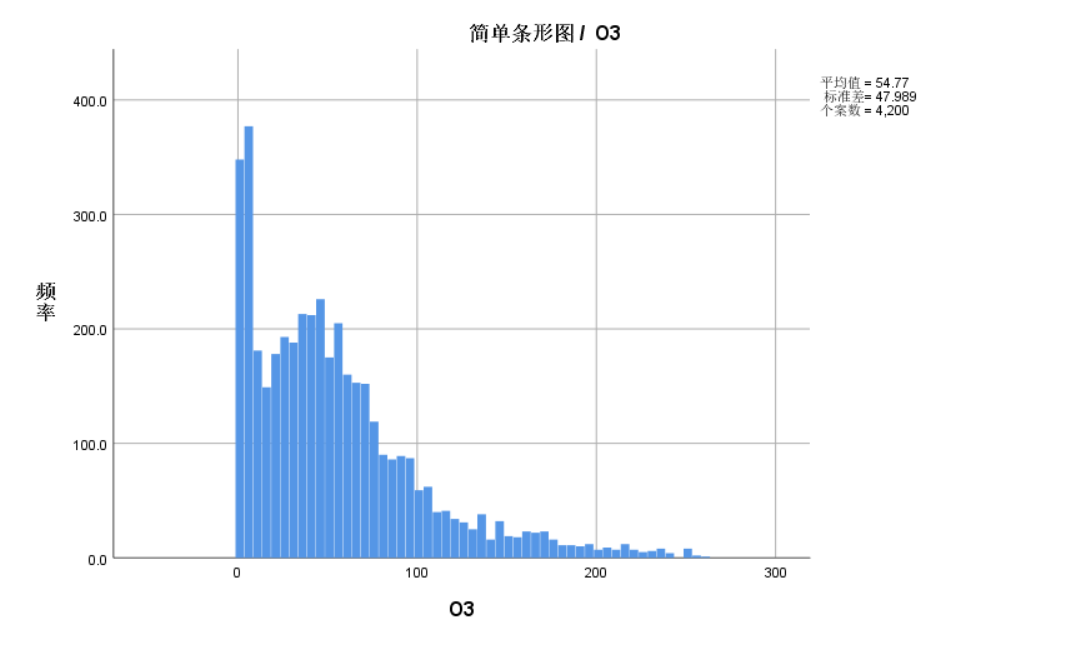 简单条形图 / O3
平均值 = 54.77
标准差= 47.989
个案数 = 4,200
400.0
300.0
200.0
100.0
0.0
频
率
0 100 200 300
O3